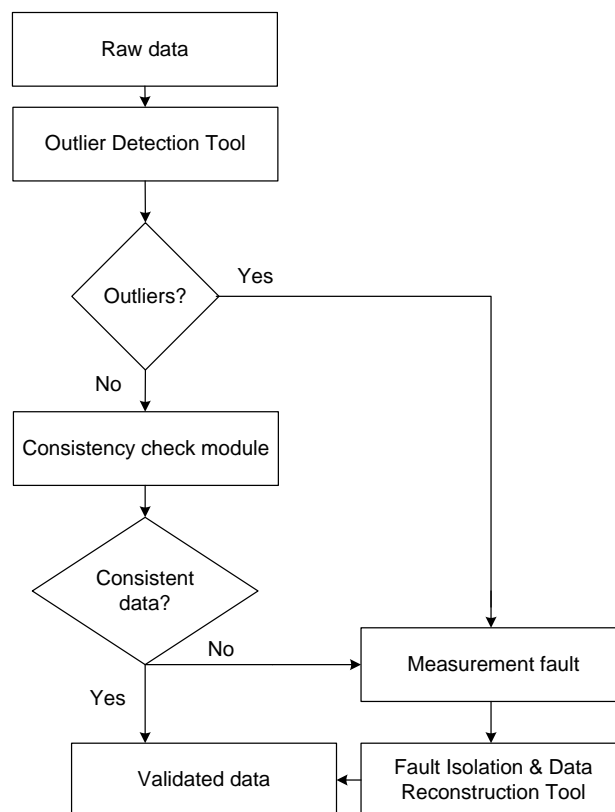 Raw data
Outlier Detection Tool
Outliers?
Yes
No
Consistency check module
Consistent
data?
No
Yes
Measurement fault
Validated data
Fault Isolation & Data
Reconstruction Tool